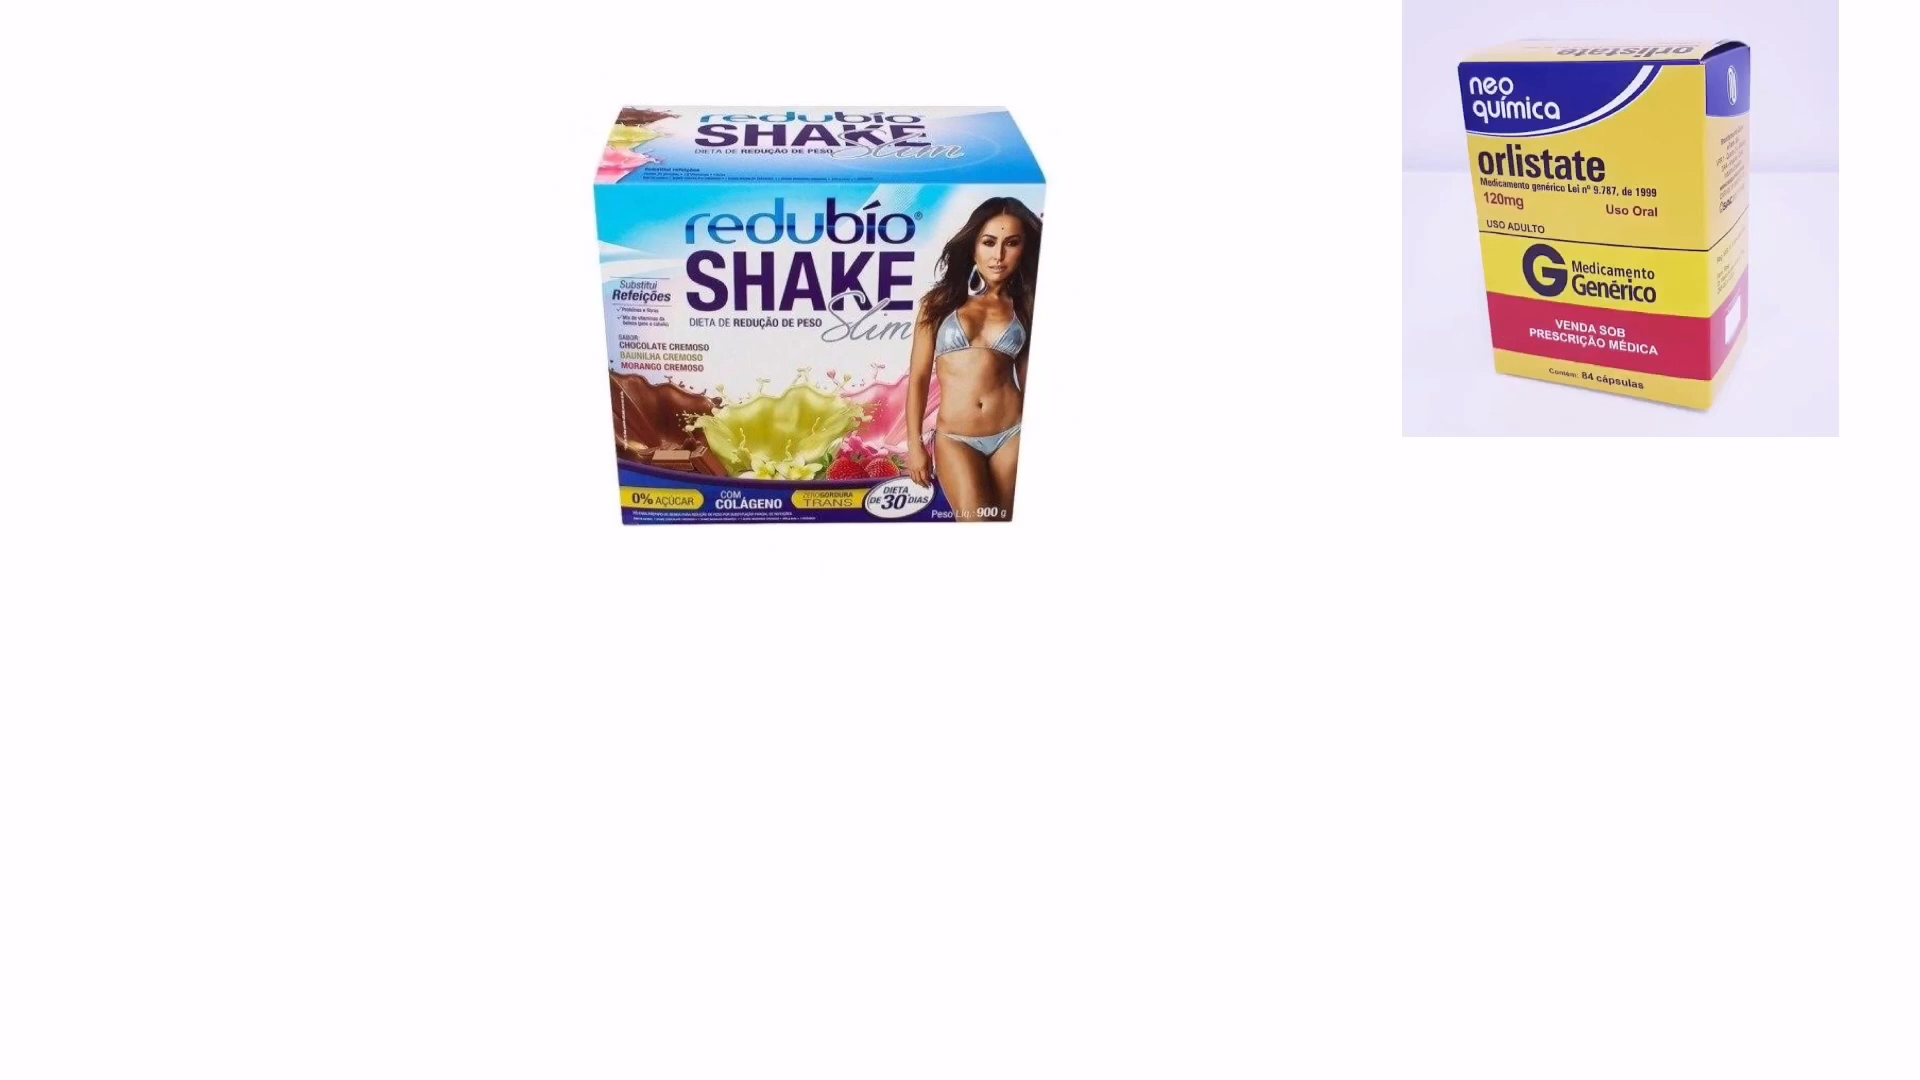 redubío
SHAKE
Slim
DIETA DE REDUÇÃO DE PESO
redubío®
SHAKE
Slim
DIETA DE REDUÇÃO DE PESO
Substitui
Refeições
Proteínas e fibras
SABOR:
CHOCOLATE CREMOSO
BAUNILHA CREMOSO
MORANGO CREMOSO
0% AÇÚCAR
COM
COLÁGENO
ZERO GORDURA
TRANS
DIETA
DE 30 DIAS
Peso Líq.: 900 g
orlistate
neo
química
orlistate
Medicamento genérico Lei nº 9.787, de 1999
120mg
Uso Oral
USO ADULTO
G Medicamento
Genérico
VENDA SOB
PRESCRIÇÃO MÉDICA
Contém: 84 cápsulas